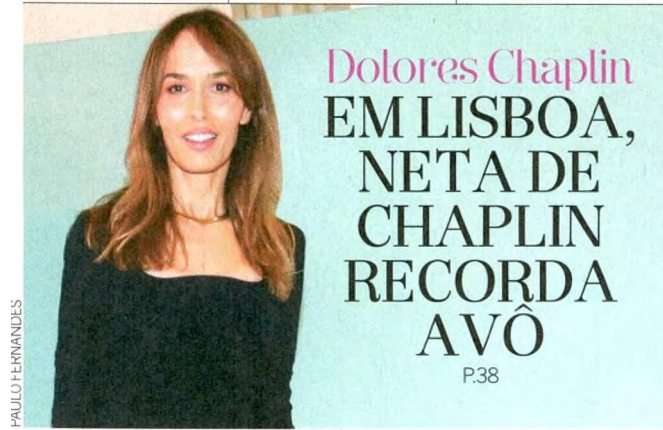 Dolores Chaplin
EM LISBOA,
NETA DE
CHAPLIN
RECORDA
AVÔ
P.38
PAULO FERNANDES